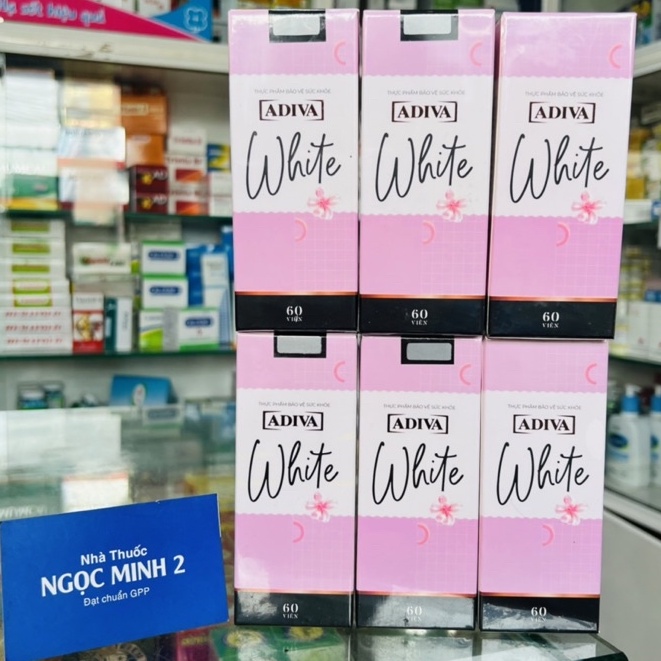 THỰC PHẨM BẢO VỆ SỨC KHỎE
ADIVA
White
60
VIÊN
THỰC PHẨM BẢO VỆ SỨC KHỎE
ADIVA
White
60
VIÊN
THỰC PHẨM BẢO VỆ SỨC KHỎE
ADIVA
White
60
VIÊN
THỰC PHẨM BẢO VỆ SỨC KHỎE
ADIVA
White
60
VIÊN
THỰC PHẨM BẢO VỆ SỨC KHỎE
ADIVA
White
60
VIÊN
THỰC PHẨM BẢO VỆ SỨC KHỎE
ADIVA
White
60
VIÊN
Nhà Thuốc
NGỌC MINH 2
Đạt chuẩn GPP